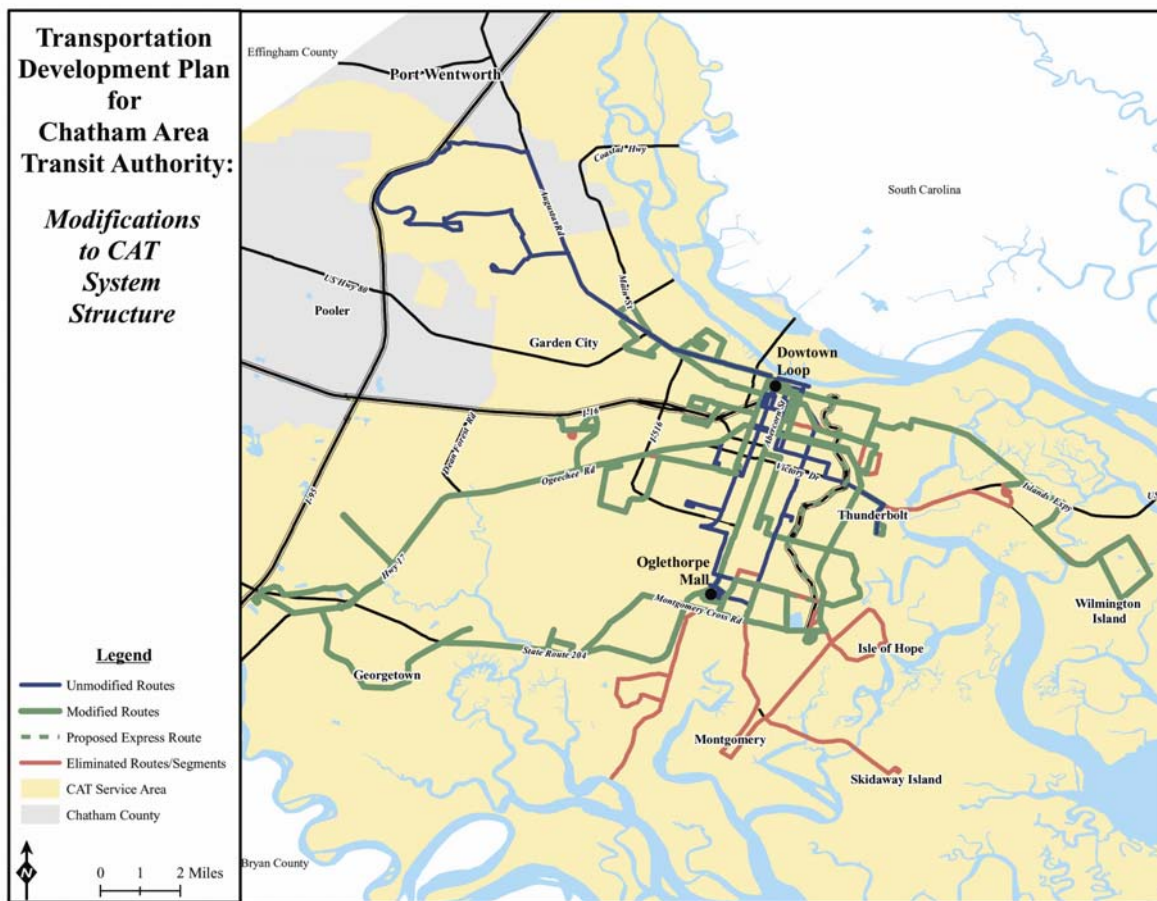 Transportation
Development Plan
for
Chatham Area
Transit Authority:
Modifications
to CAT
System
Structure
Legend
Unmodified Routes
Modified Routes
Proposed Express Route
Eliminated Routes/Segments
CAT Service Area
Chatham County
N
0 1 2 Miles
Effingham County
Port Wentworth
Coastal Hwy
South Carolina
Augusta Rd
US Hwy 80
Main St
Pooler
Garden City
Dowtown
Loop
I-16
Abercorn St
I-516
Dean Forest Rd
Ogeechee Rd
Victory Dr
Islands Expy
US
I-95
Thunderbolt
Hwy 17
Oglethorpe
Mall
Montgomery Cross Rd
Wilmington
Island
State Route 204
Isle of Hope
Georgetown
Montgomery
Skidaway Island
Bryan County